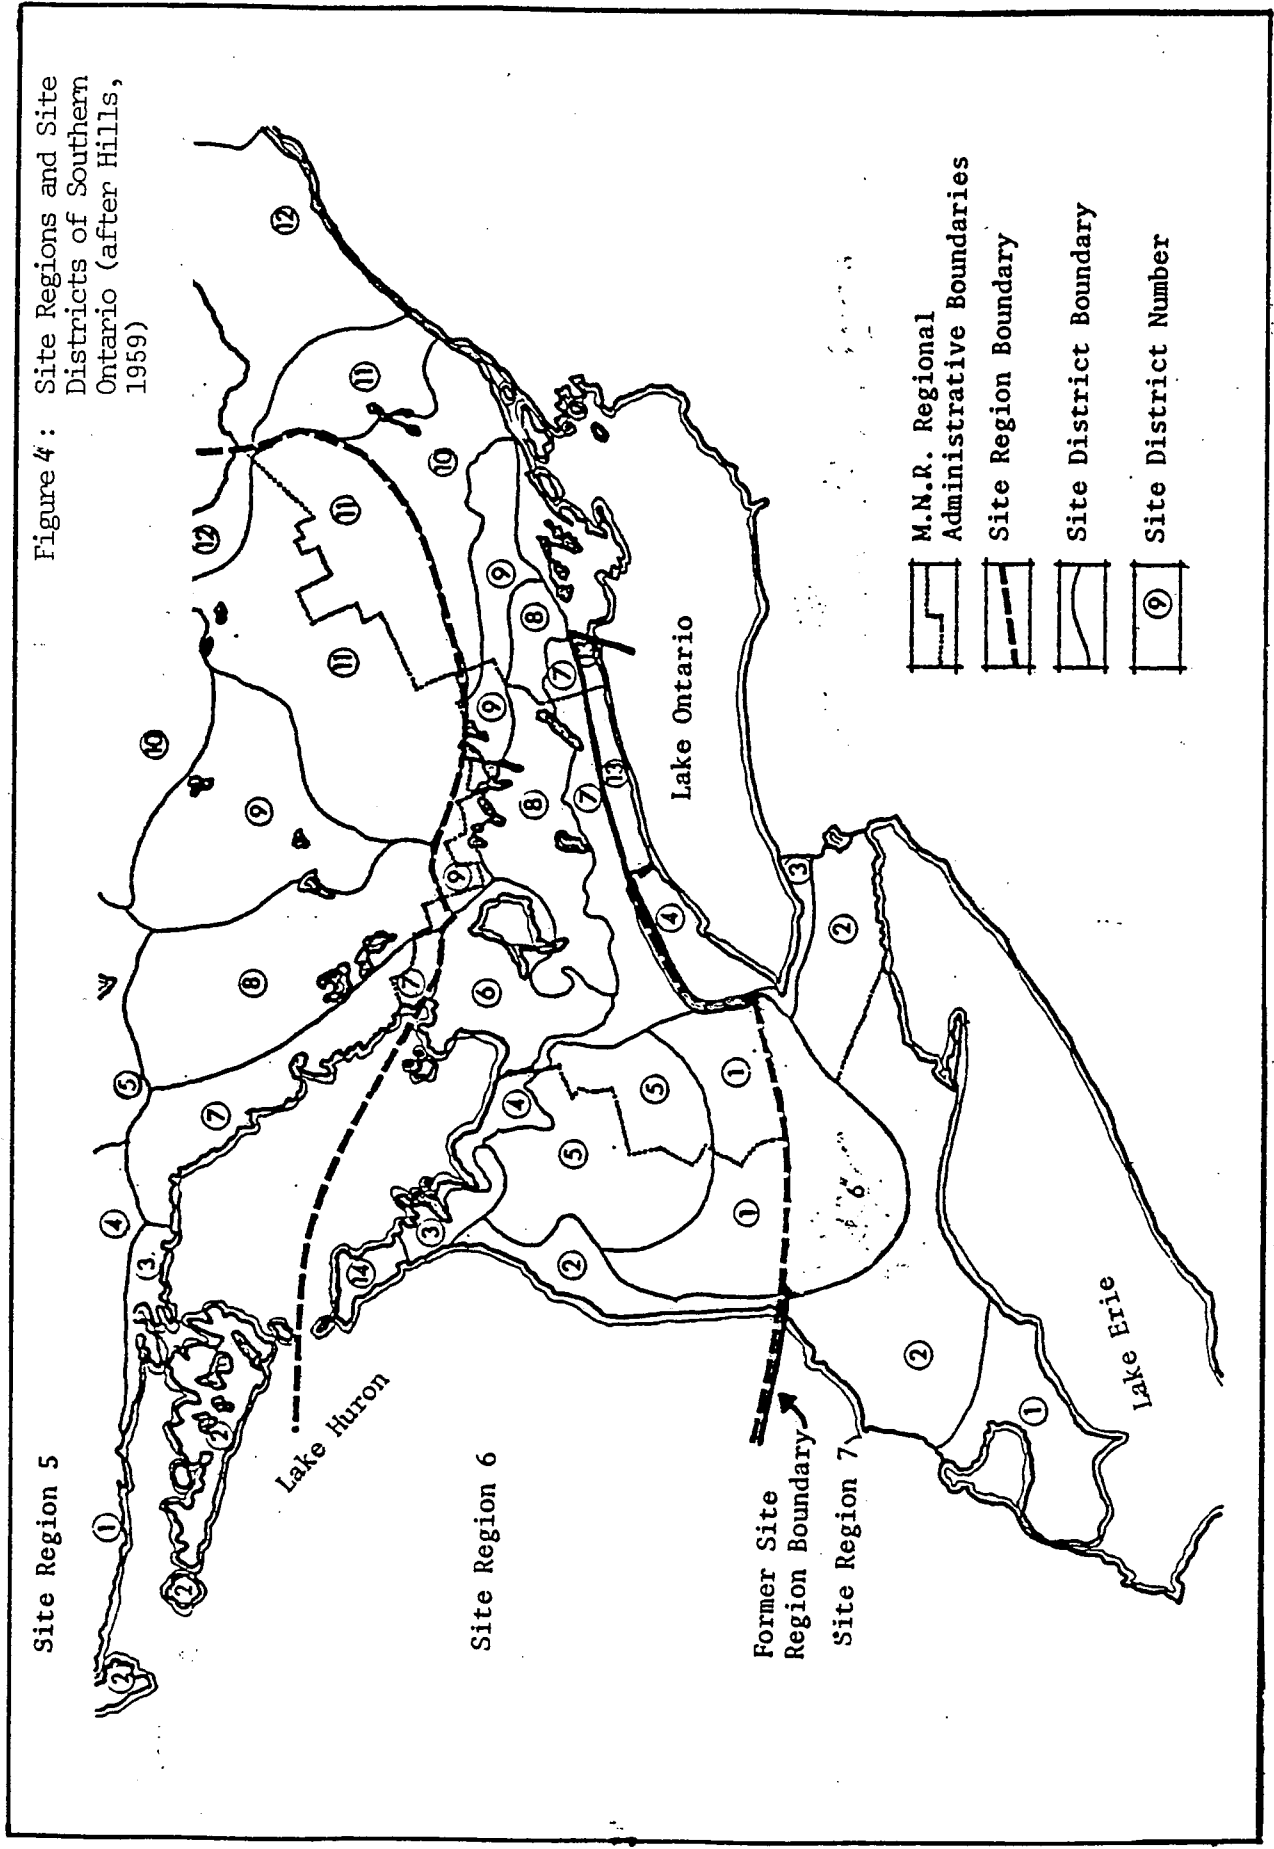 Figure 4: Site Regions and Site
Districts of Southern
Ontario (after Hills,
1959)
Site Region 5
Site Region 6
Former Site
Region Boundary
Site Region 7
Lake Huron
Lake Ontario
Lake Erie
M.N.R. Regional
Administrative Boundaries
Site Region Boundary
Site District Boundary
9
Site District Number
2
1
2
2
3
4
7
5
8
9
10
11
11
12
12
11
10
7
9
9
9
8
8
7
7
13
6
4
3
14
3
2
4
5
5
1
1
"6"
2
3
2
1